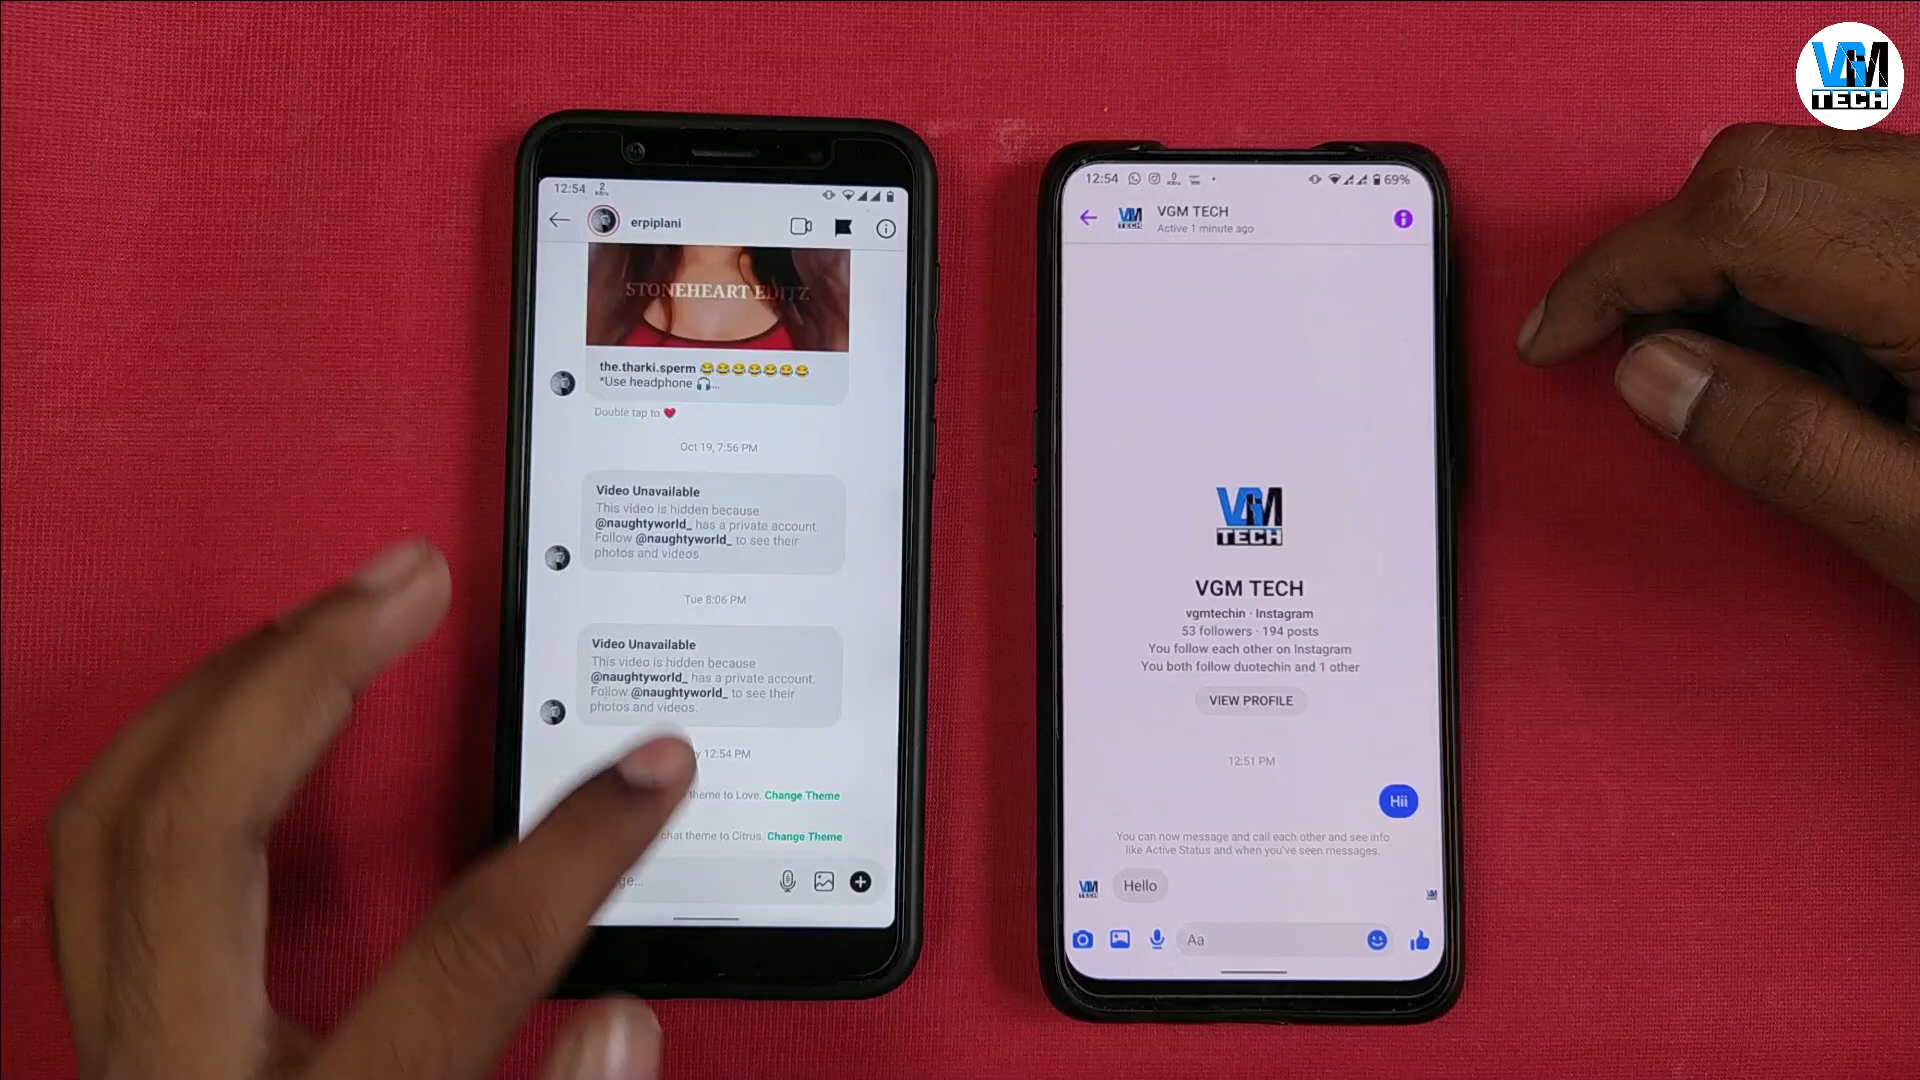 VGM
TECH
12:54 2
KB/s
erpiplani
STONEHEART EDITZ
the.tharki.sperm 😂😂😂😂😂😂😂
*Use headphone 🎧...
Double tap to ❤️
Oct 19, 7:56 PM
Video Unavailable
This video is hidden because
@naughtyworld_ has a private account.
Follow @naughtyworld_ to see their
photos and videos.
Tue 8:06 PM
Video Unavailable
This video is hidden because
@naughtyworld_ has a private account.
Follow @naughtyworld_ to see their
photos and videos.
12:54 PM
theme to Love. Change Theme
chat theme to Citrus. Change Theme
12:54 69%
VGM TECH
Active 1 minute ago
VGM
TECH
VGM TECH
vgmtechin · Instagram
53 followers · 194 posts
You follow each other on Instagram
You both follow duotechin and 1 other
VIEW PROFILE
12:51 PM
Hii
You can now message and call each other and see info
like Active Status and when you've seen messages.
Hello
Aa